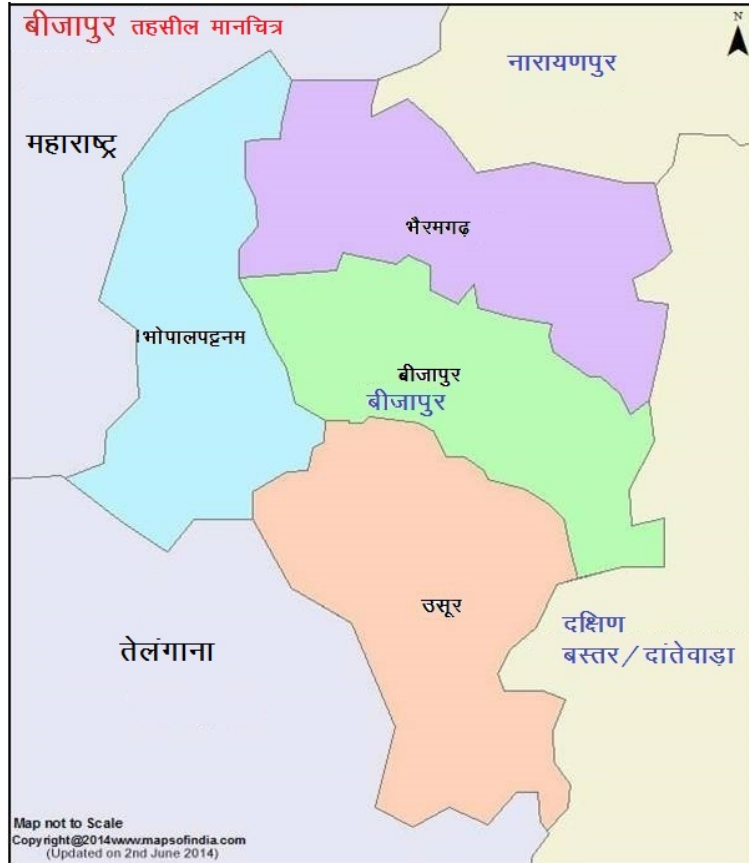 बीजापुर तहसील मानचित्र
N
नारायणपुर
महाराष्ट्र
भैरमगढ़
भोपालपट्टनम
बीजापुर
बीजापुर
उसूर
तेलंगाना
दक्षिण
बस्तर/दांतेवाड़ा
Map not to Scale
Copyright@2014www.mapsofindia.com
(Updated on 2nd June 2014)